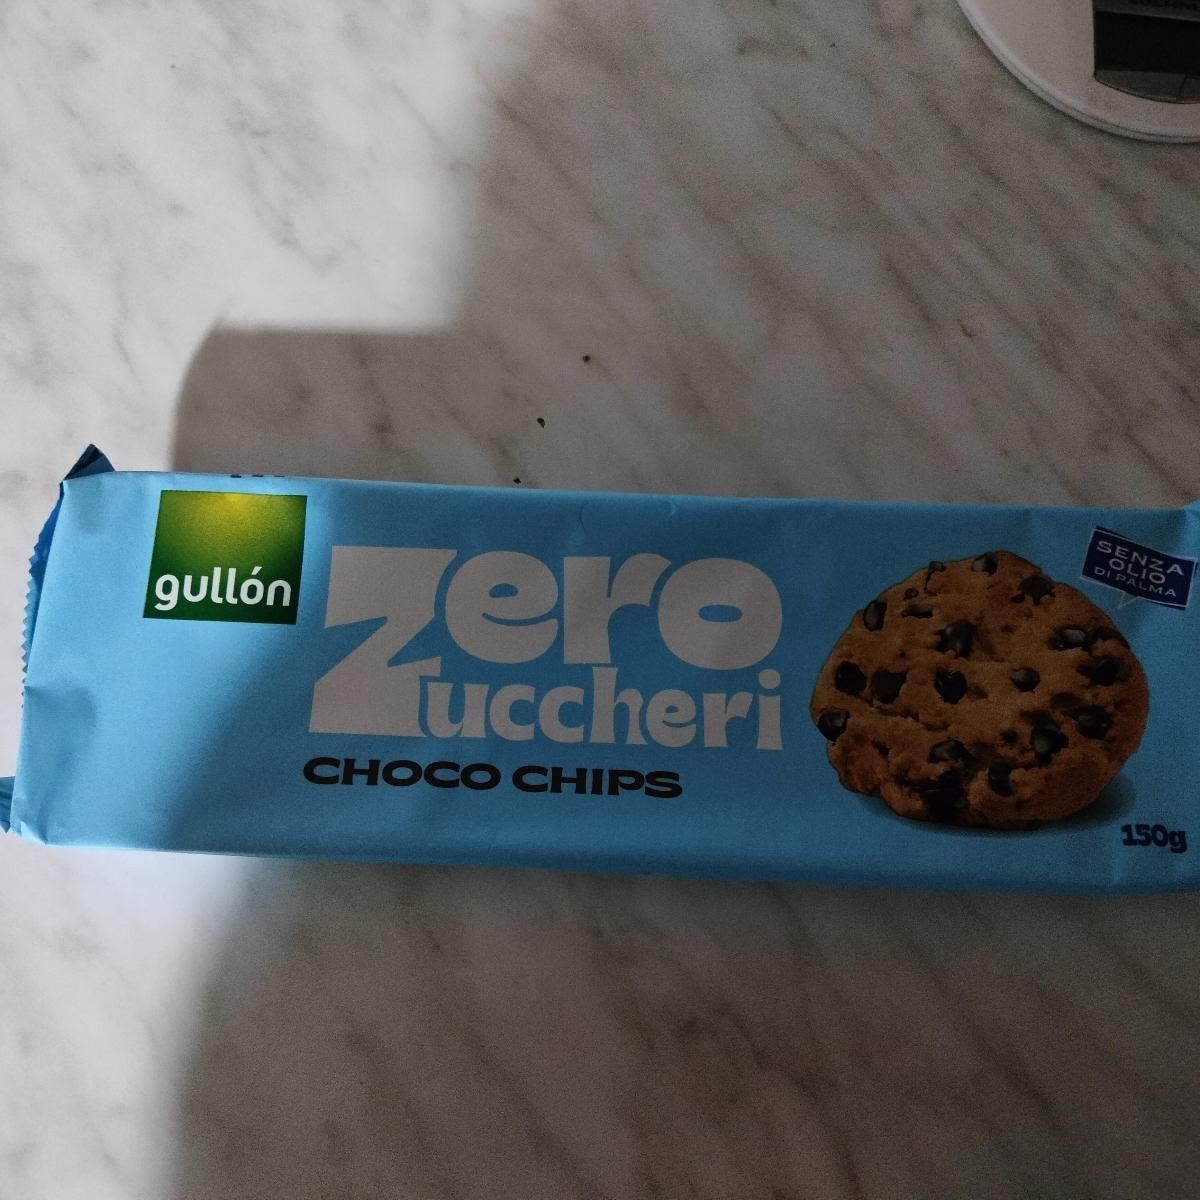 gullón
zero
zuccheri
CHOCO CHIPS
SENZA
OLIO
DI PALMA
150g